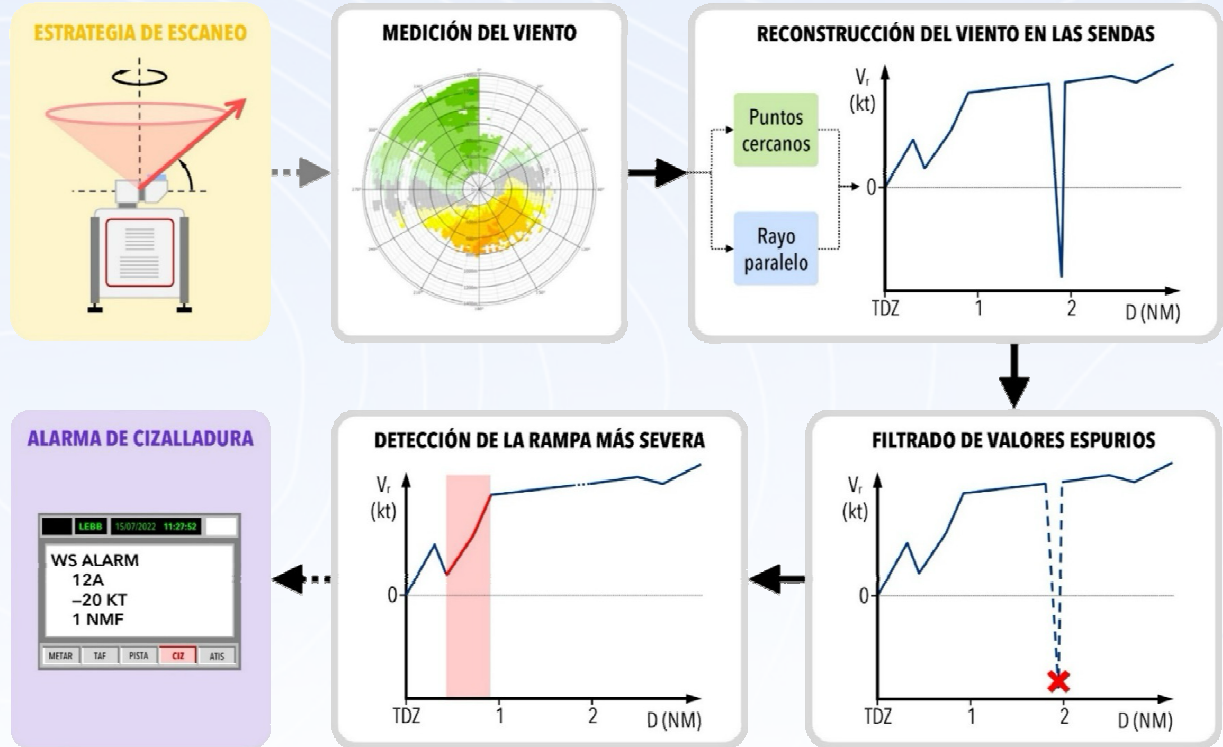 ESTRATEGIA DE ESCANEO
MEDICIÓN DEL VIENTO
RECONSTRUCCIÓN DEL VIENTO EN LAS SENDAS
Puntos
cercanos
Rayo
paralelo
Vr
(kt)
0
TDZ
1
2
D (NM)
ALARMA DE CIZALLADURA
LEBB 15/07/2022 11:27:52
WS ALARM
12A
–20 KT
1 NMF
METAR TAF PISTA CIZ ATIS
DETECCIÓN DE LA RAMPA MÁS SEVERA
Vr
(kt)
0
TDZ
1
2
D (NM)
FILTRADO DE VALORES ESPURIOS
Vr
(kt)
0
TDZ
1
2
D (NM)